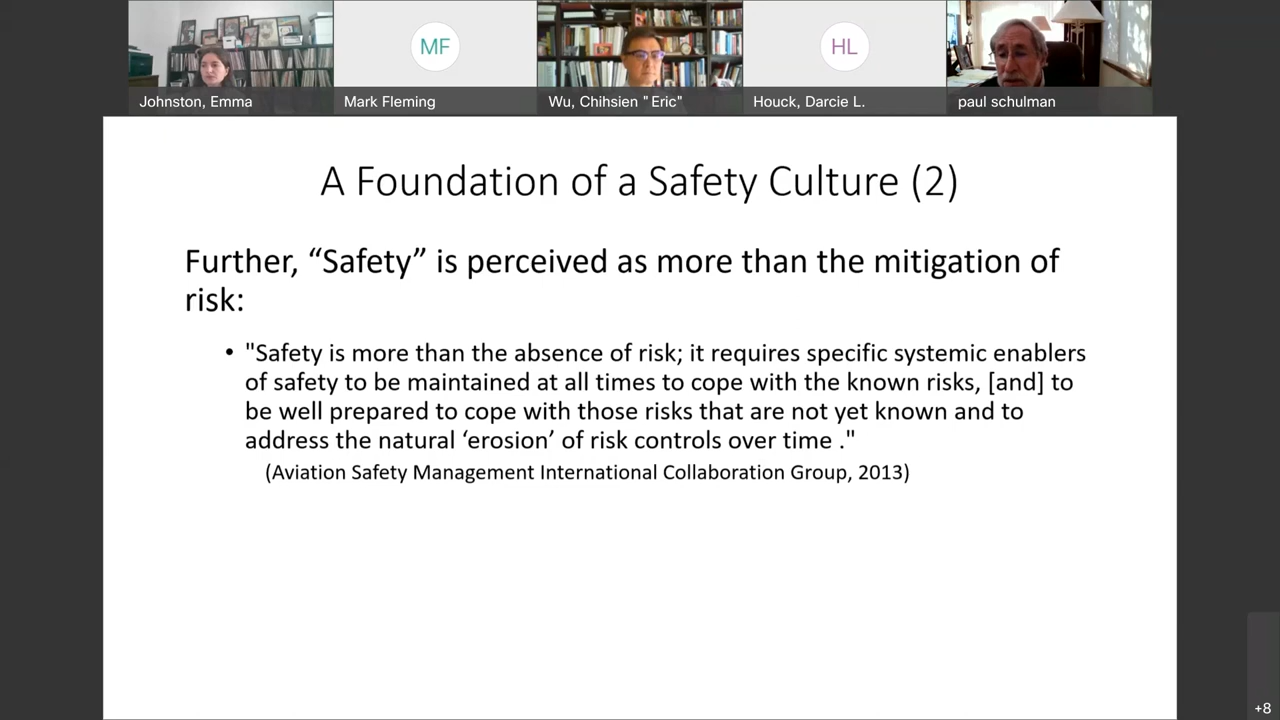 MF
HL
Johnston, Emma
Mark Fleming
Wu, Chihsien "Eric"
Houck, Darcie L.
paul schulman
A Foundation of a Safety Culture (2)
Further, “Safety” is perceived as more than the mitigation of
risk:
• "Safety is more than the absence of risk; it requires specific systemic enablers
of safety to be maintained at all times to cope with the known risks, [and] to
be well prepared to cope with those risks that are not yet known and to
address the natural ‘erosion’ of risk controls over time ."
(Aviation Safety Management International Collaboration Group, 2013)
+8